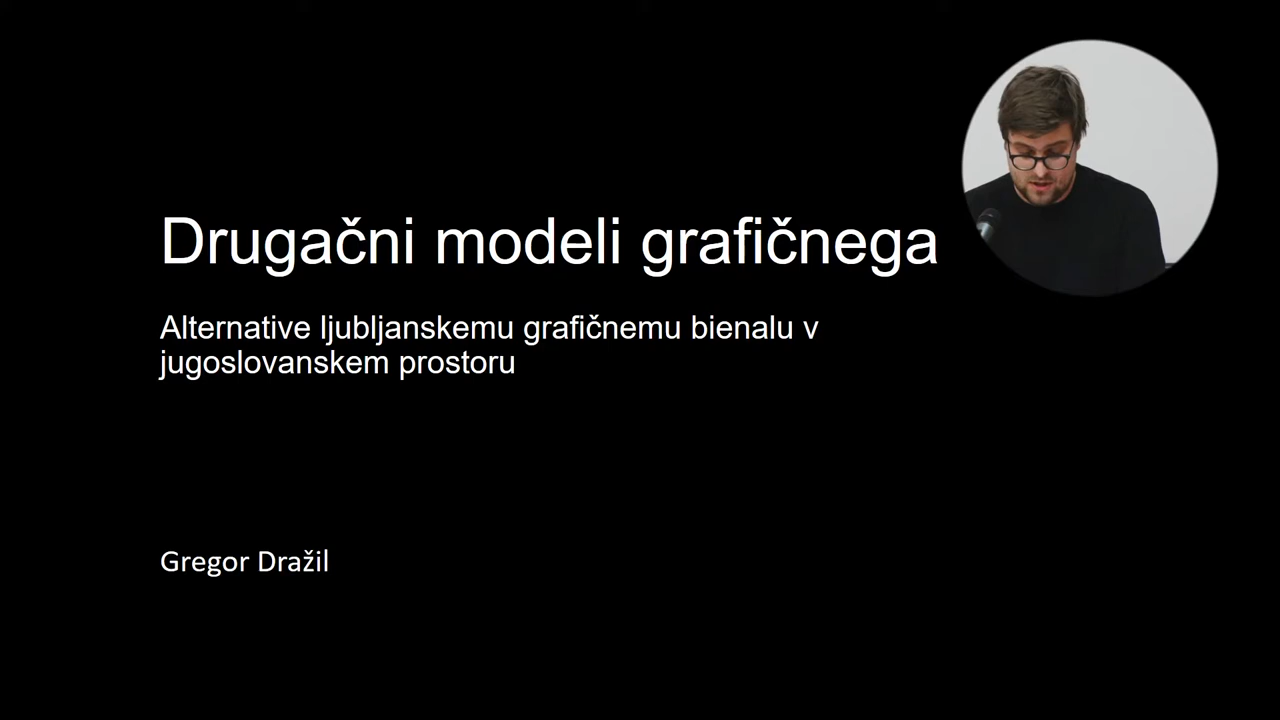 Drugačni modeli grafičnega
Alternative ljubljanskemu grafičnemu bienalu v
jugoslovanskem prostoru
Gregor Dražil